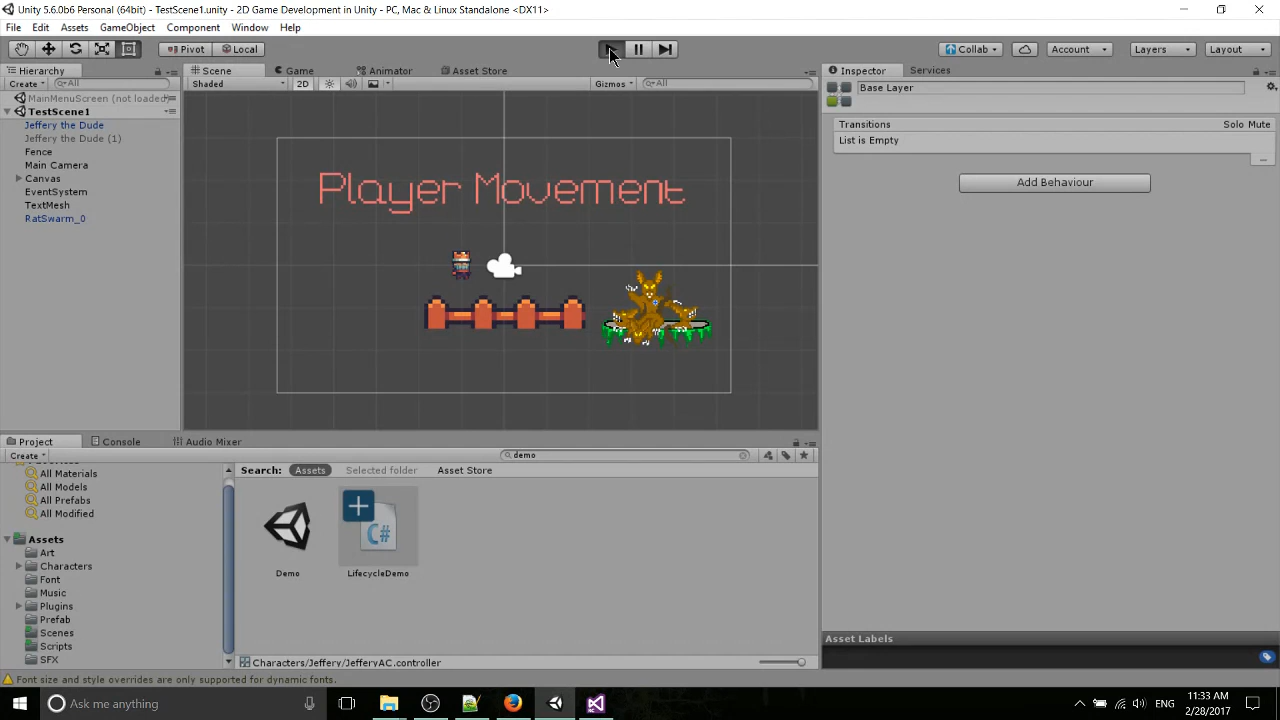 Unity 5.6.0b6 Personal (64bit) - TestScene1.unity - 2D Game Development in Unity - PC, Mac & Linux Standalone <DX11>
File Edit Assets GameObject Component Window Help
Pivot Local Collab Account Layers Layout
Hierarchy Scene Game Animator Asset Store Inspector Services
Create All Shaded 2D Gizmos All Base Layer
MainMenuScreen (not loaded)
TestScene1
Jeffery the Dude
Jeffery the Dude (1)
Fence
Main Camera
Canvas
EventSystem
TextMesh
RatSwarm_0
Player Movement
Transitions Solo Mute
List is Empty
Add Behaviour
Project Console Audio Mixer
Create demo
Search: Assets Selected folder Asset Store
All Materials
All Models
All Prefabs
All Modified
Assets
Art
Characters
Font
Music
Plugins
Prefab
Scenes
Scripts
SFX
C#
Demo LifecycleDemo
Characters/Jeffery/JefferyAC.controller
Asset Labels
Font size and style overrides are only supported for dynamic fonts.
Ask me anything
ENG
11:33 AM
2/28/2017